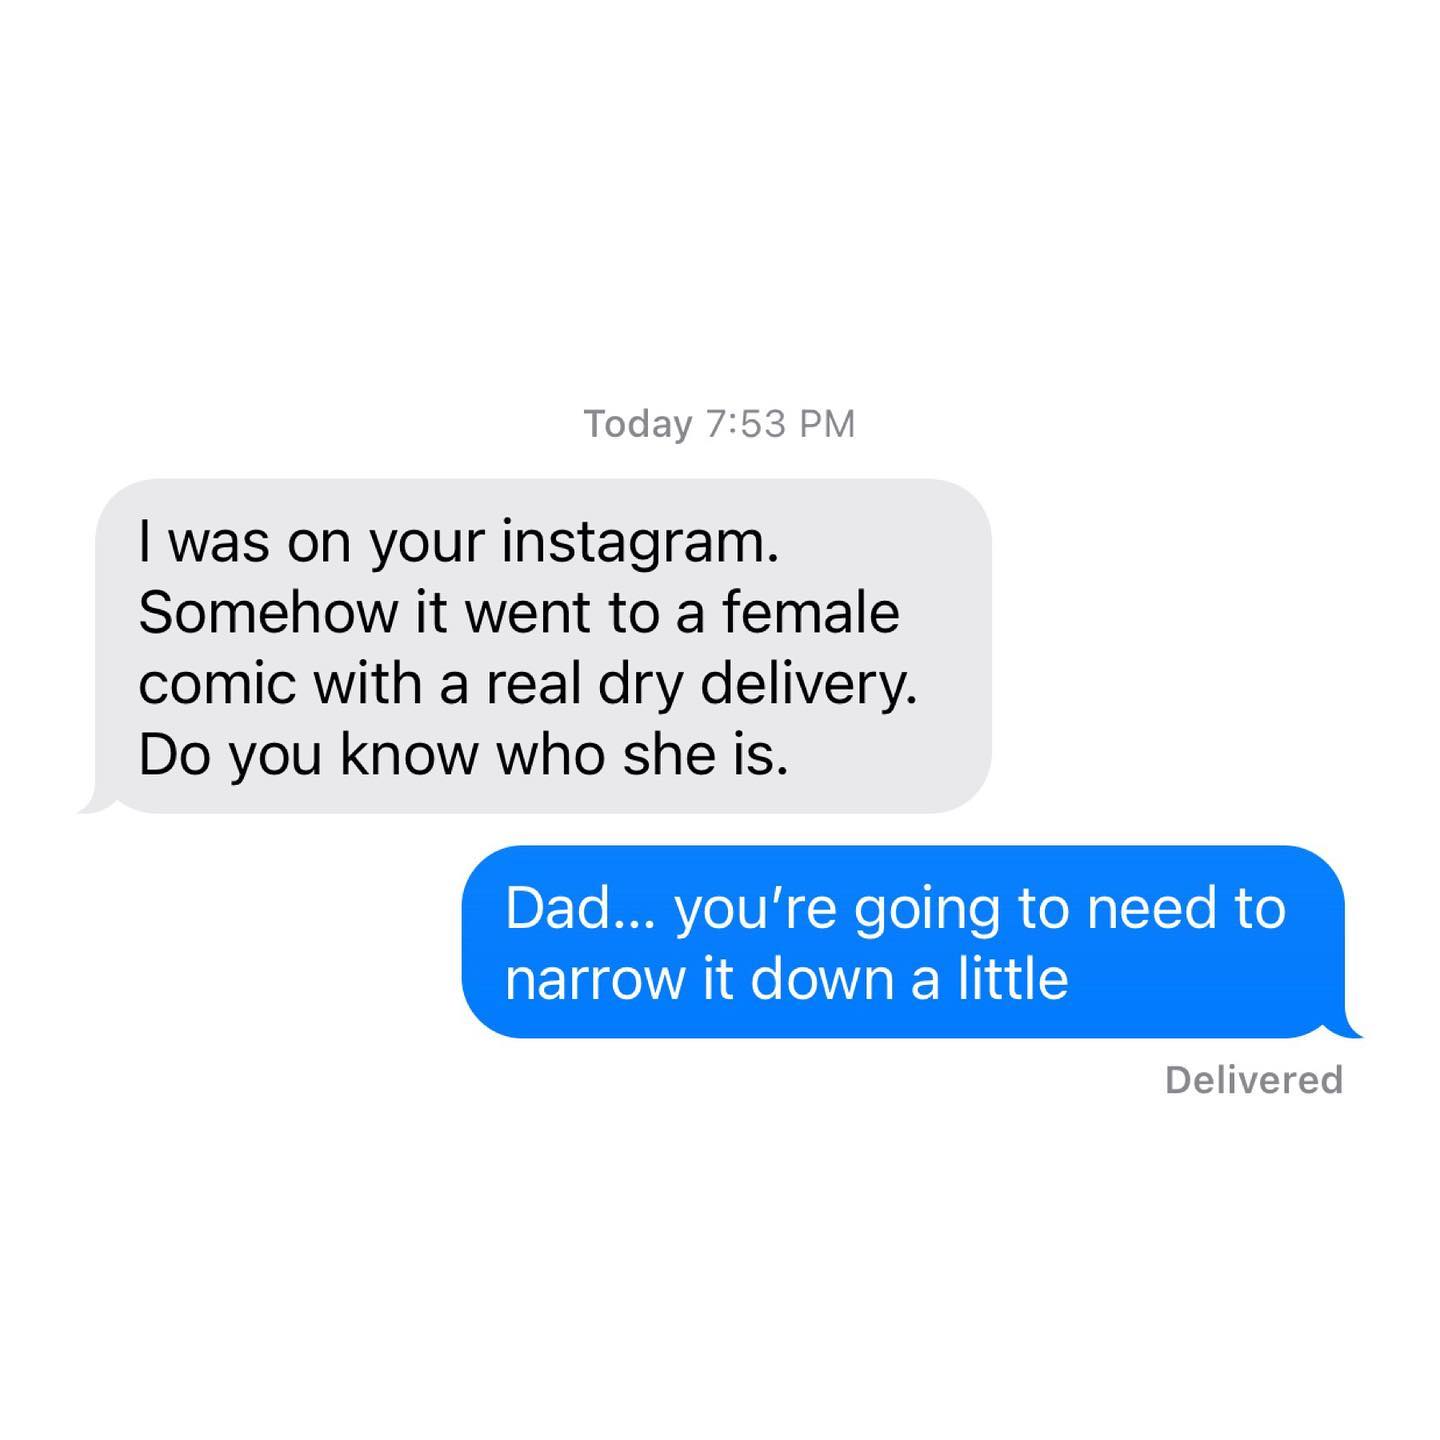 Today 7:53 PM
I was on your instagram.
Somehow it went to a female
comic with a real dry delivery.
Do you know who she is.
Dad... you’re going to need to
narrow it down a little
Delivered